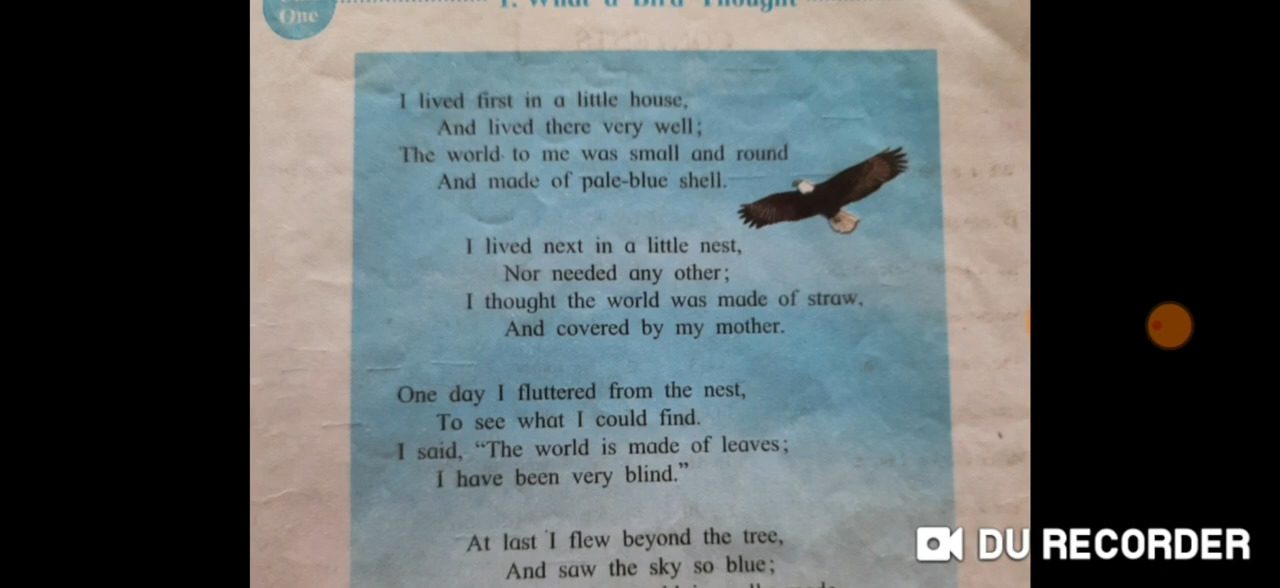 One
1. What a Bird Thought
I lived first in a little house,
And lived there very well;
The world to me was small and round
And made of pale-blue shell.
I lived next in a little nest,
Nor needed any other;
I thought the world was made of straw,
And covered by my mother.
One day I fluttered from the nest,
To see what I could find.
I said, “The world is made of leaves;
I have been very blind.”
At last I flew beyond the tree,
And saw the sky so blue;
DU RECORDER